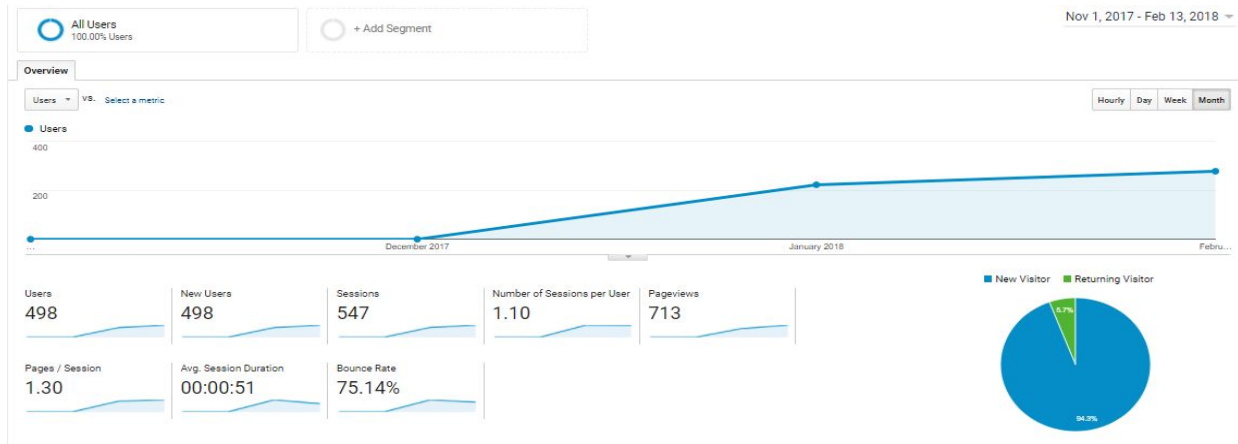 All Users
100.00% Users
+ Add Segment
Nov 1, 2017 - Feb 13, 2018
Overview
Users VS. Select a metric
Hourly Day Week Month
Users
400
200
... December 2017 January 2018 Febru...
New Visitor Returning Visitor
Users New Users Sessions Number of Sessions per User Pageviews
498 498 547 1.10 713
5.7%
Pages / Session Avg. Session Duration Bounce Rate
1.30 00:00:51 75.14%
94.3%